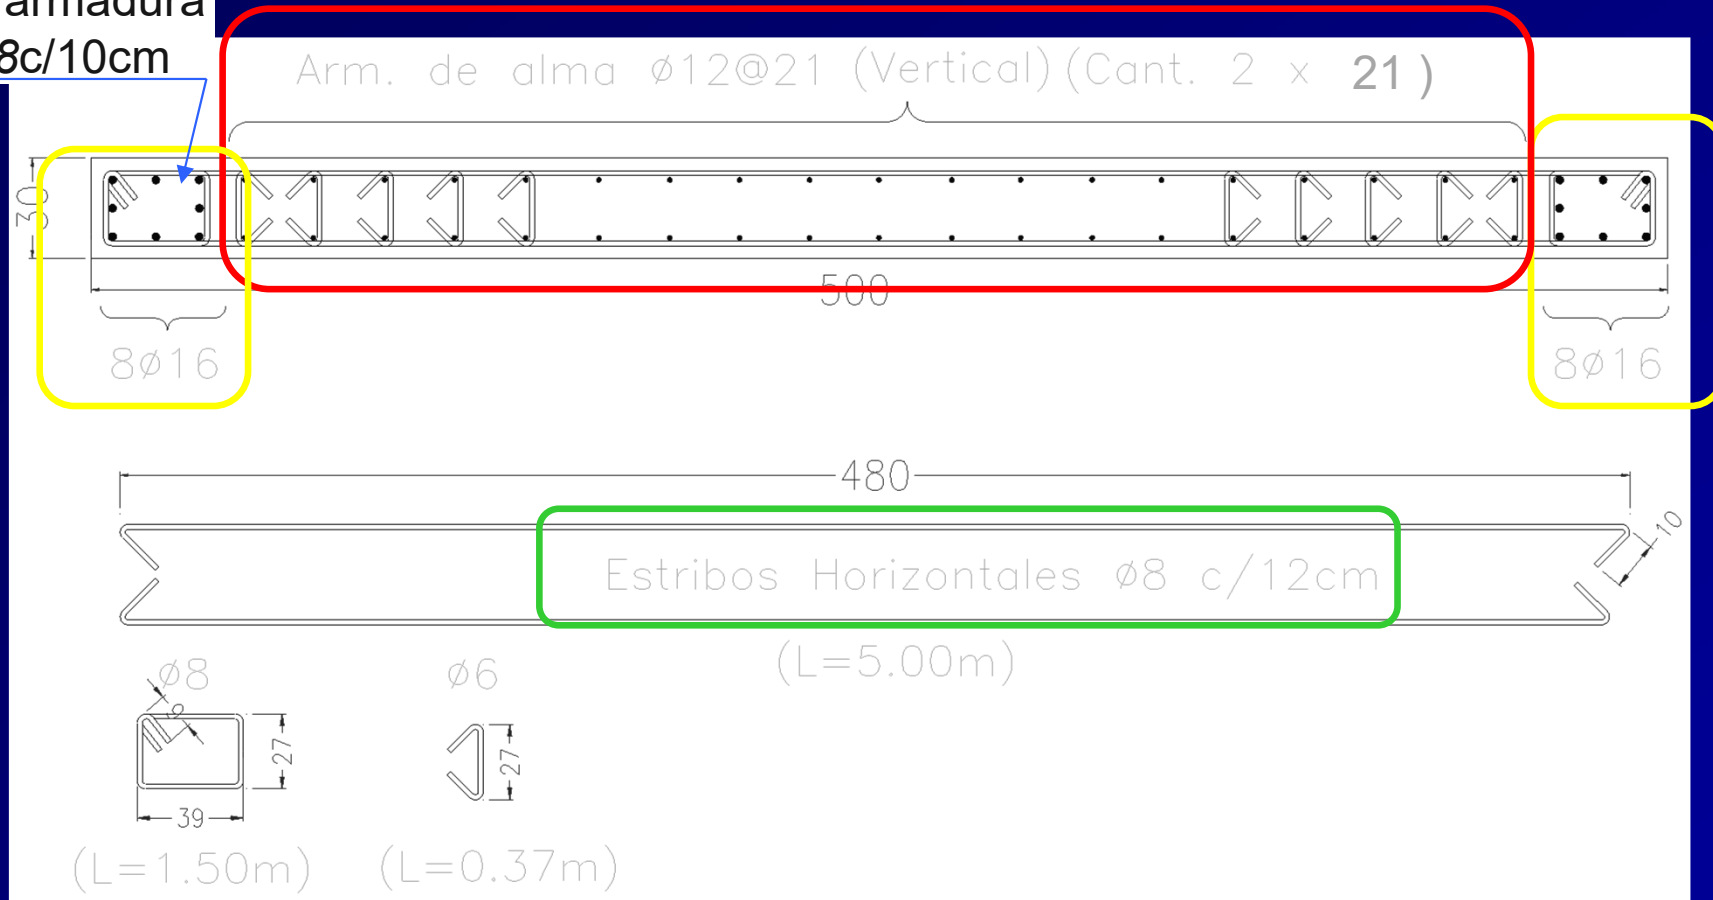 armadura
8c/10cm
Arm. de alma ø12@21 (Vertical) (Cant. 2 x 21 )
30
500
8ø16 8ø16
480
10
Estribos Horizontales ø8 c/12cm
(L=5.00m)
ø8 ø6
27 27
39
(L=1.50m) (L=0.37m)